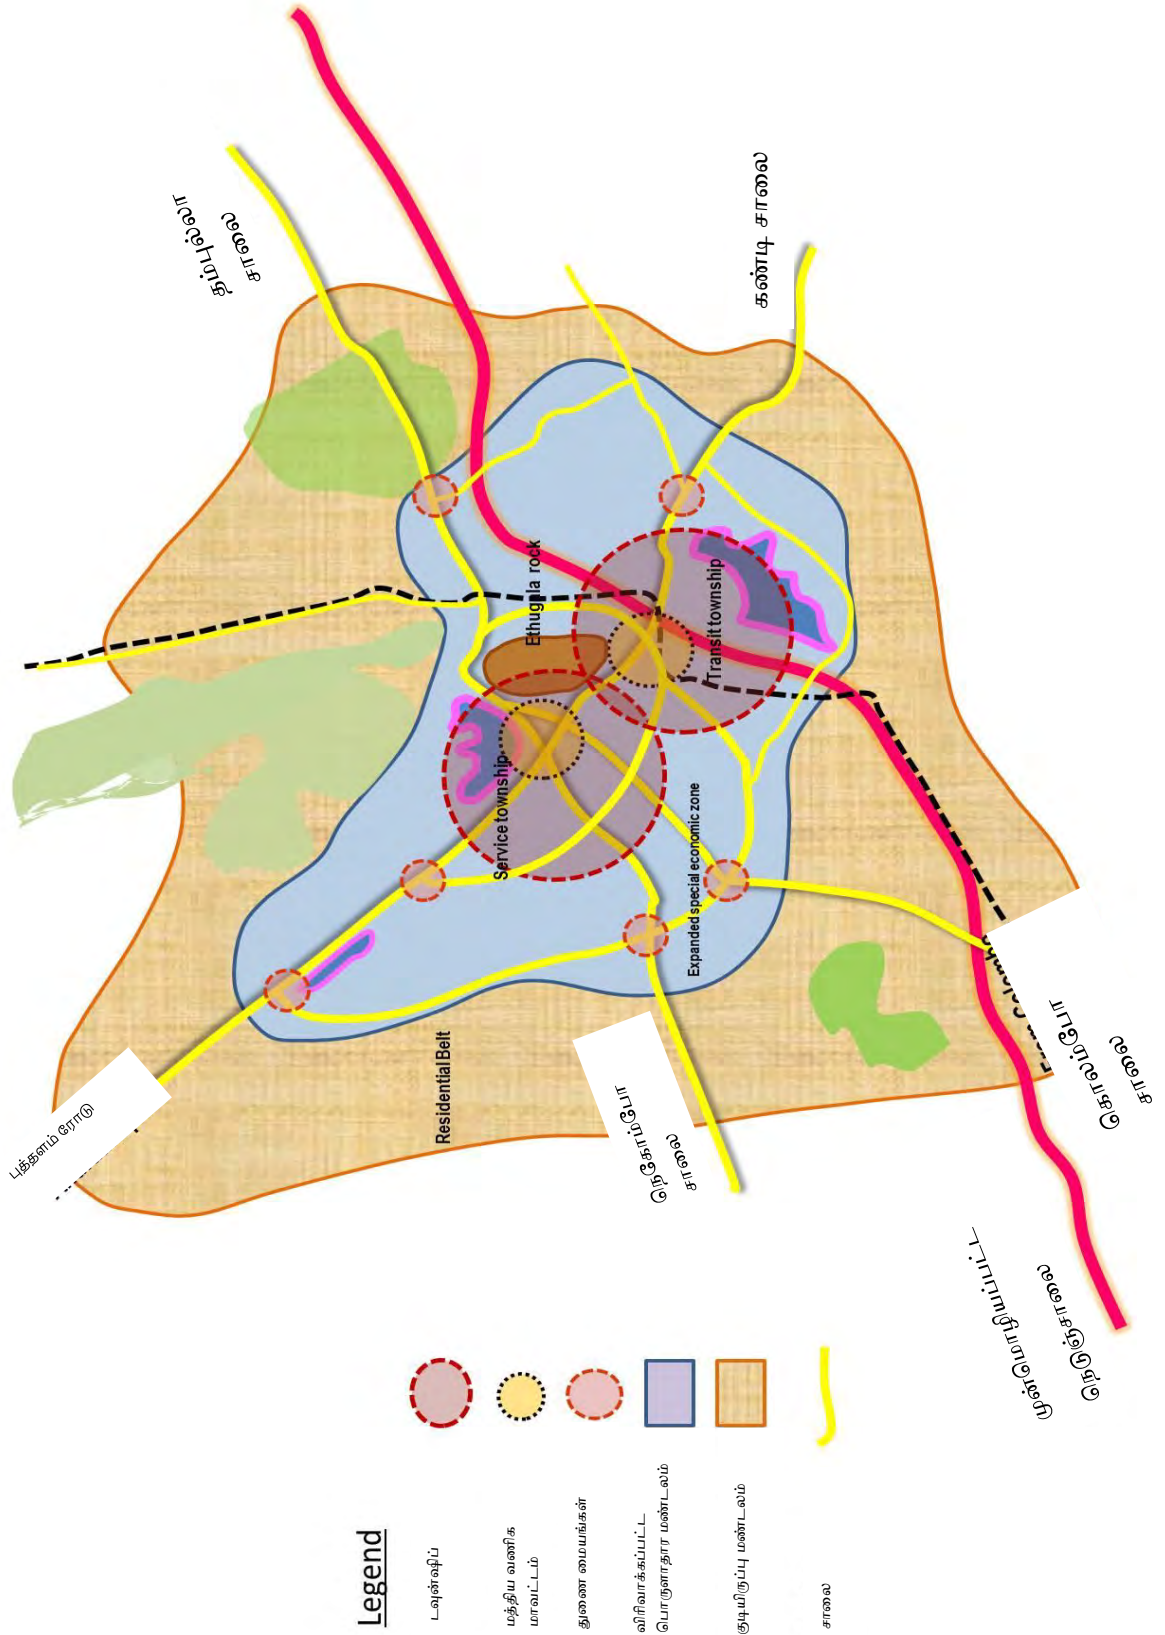 தம்புல்லா
சாலை
கண்டி சாலை
Ethugala rock
Transit township
Service township
Expanded special economic zone
Residential Belt
புத்தளம் ரோடு
நெகோம்போ
சாலை
கொலம்போ
சாலை
முன்மொழியப்பட்ட
நெடுஞ்சாலை
Legend
டவுன்ஷிப்
மத்திய வணிக
மாவட்டம்
துணை மையங்கள்
விரிவாக்கப்பட்ட
பொருளாதார மண்டலம்
குடியிருப்பு மண்டலம்
சாலை